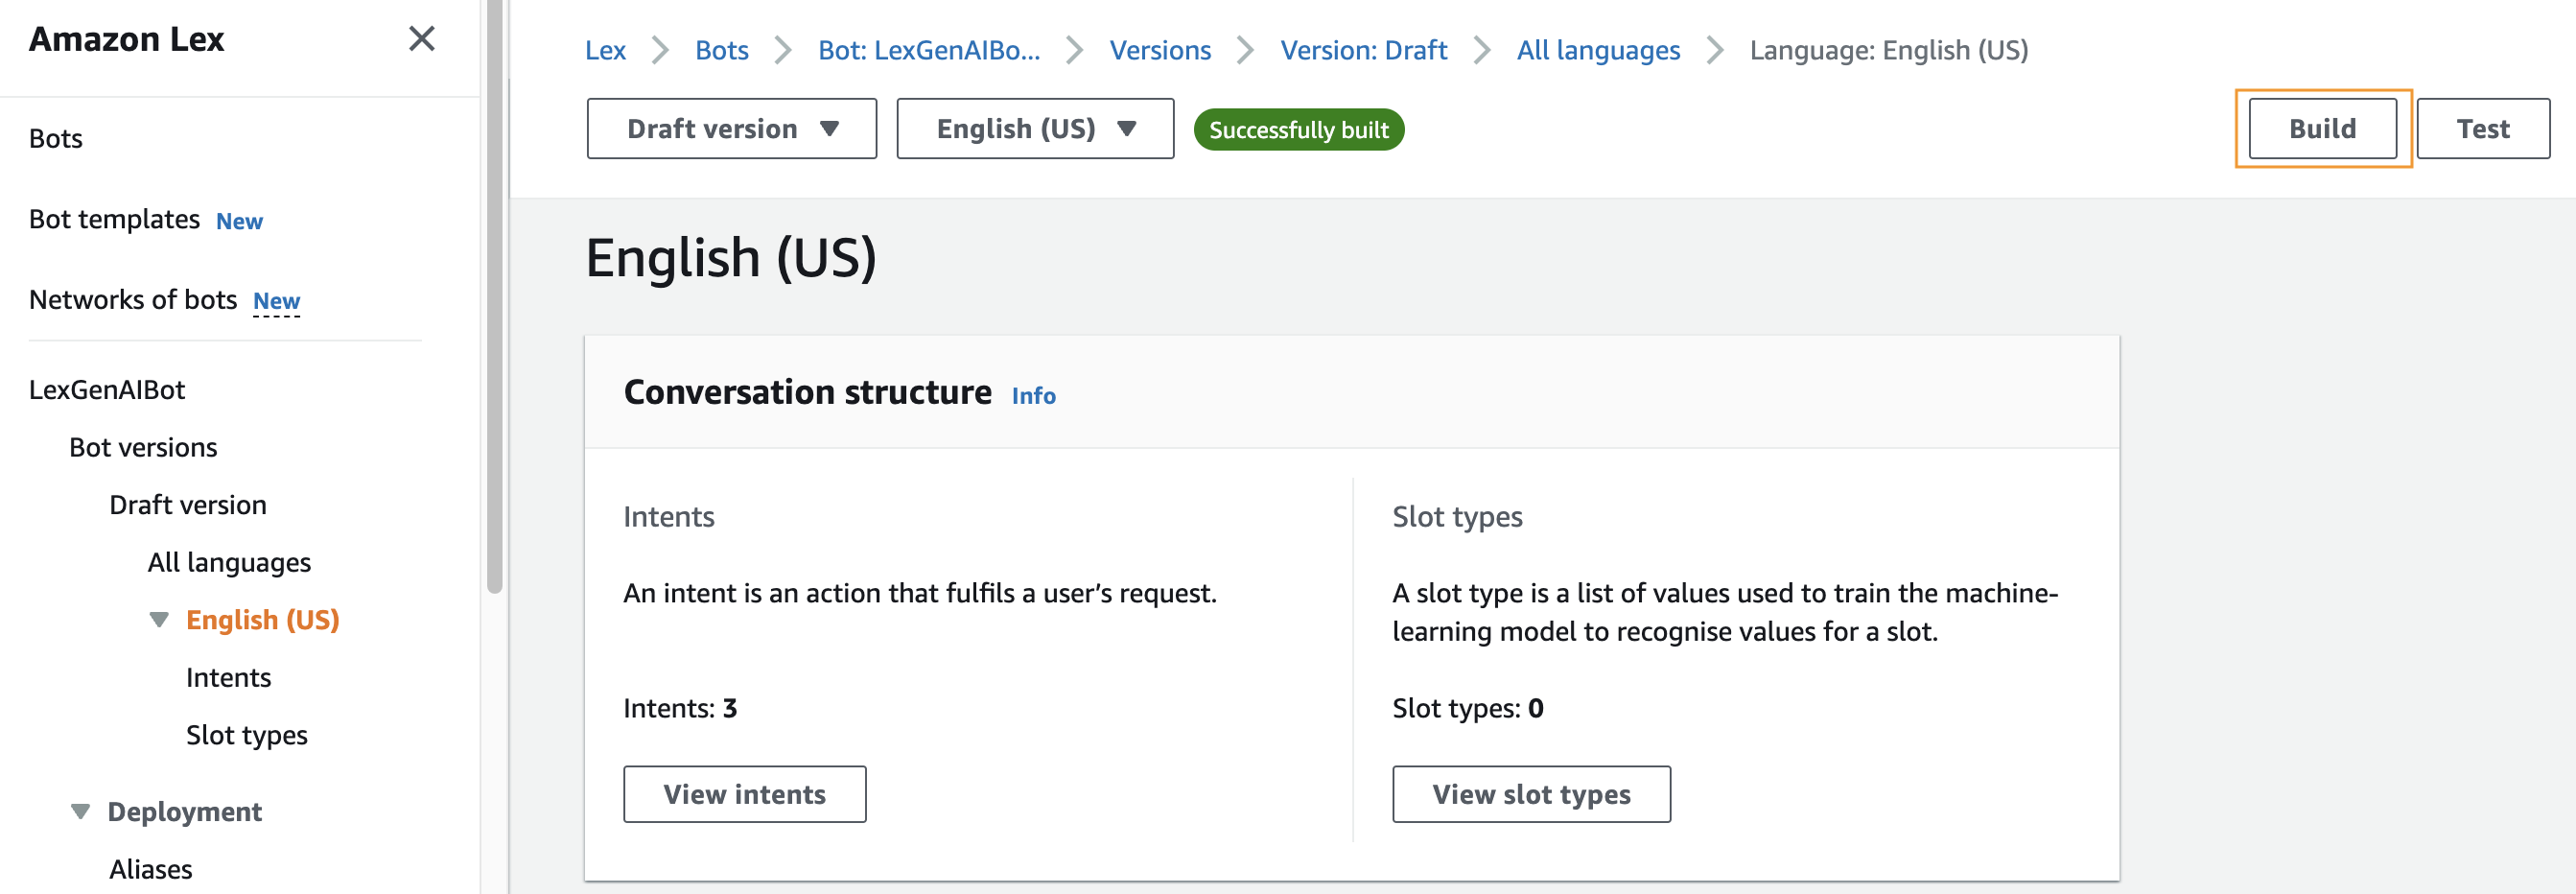 Amazon Lex
Bots
Bot templates New
Networks of bots New
LexGenAIBot
Bot versions
Draft version
All languages
English (US)
Intents
Slot types
Deployment
Aliases
Lex Bots Bot: LexGenAIBo... Versions Version: Draft All languages Language: English (US)
Draft version English (US) Successfully built Build Test
English (US)
Conversation structure Info
Intents
An intent is an action that fulfils a user’s request.
Intents: 3
View intents
Slot types
A slot type is a list of values used to train the machine-
learning model to recognise values for a slot.
Slot types: 0
View slot types